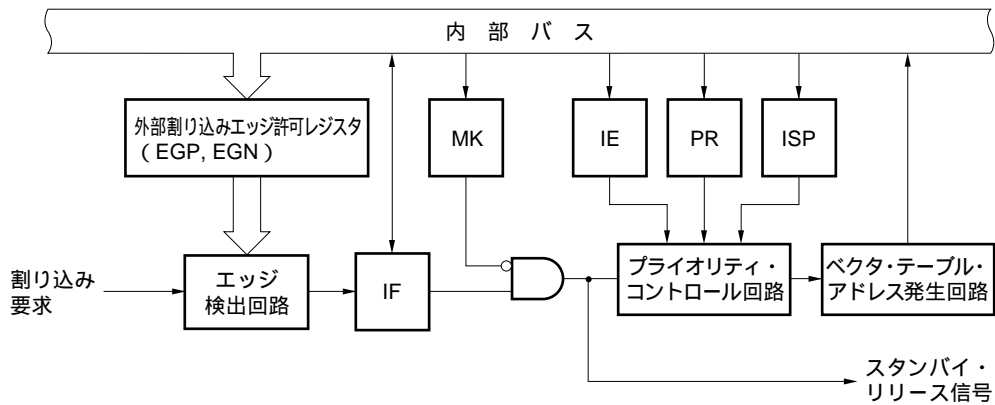 内 部 バ ス
外部割り込みエッジ許可レジスタ
（EGP, EGN）
MK
IE
PR
ISP
割り込み
要求
エッジ
検出回路
IF
プライオリティ・
コントロール回路
ベクタ・テーブル・
アドレス発生回路
スタンバイ・
リリース信号